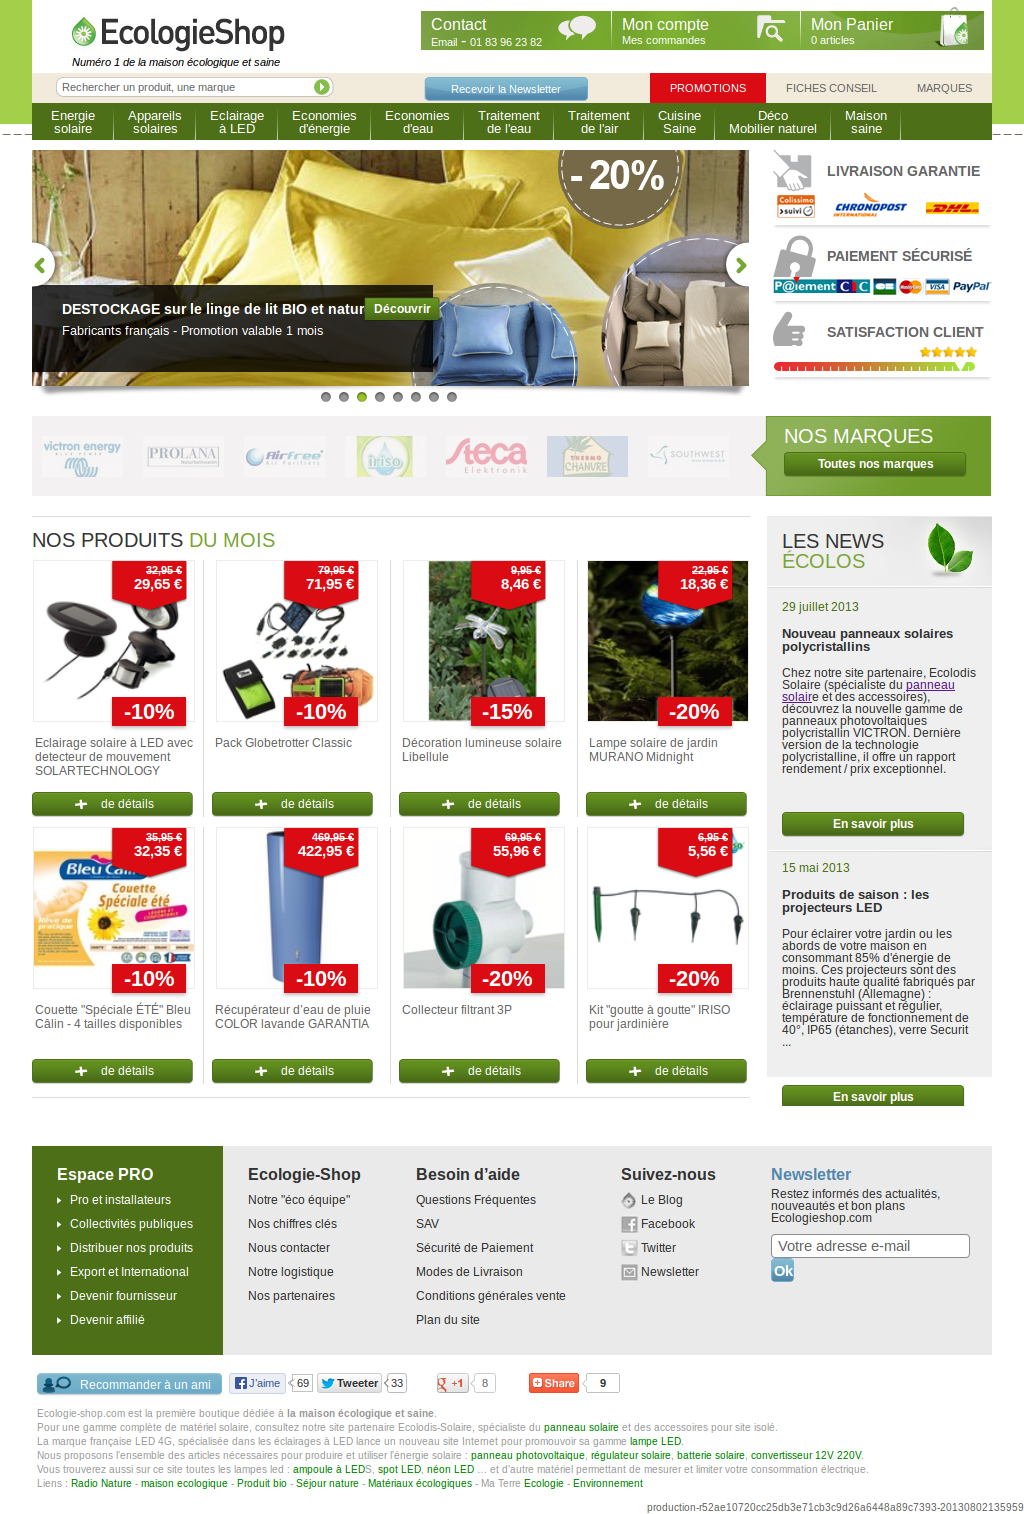 EcologieShop
Numéro 1 de la maison écologique et saine
Contact
Email - 01 83 96 23 82
Mon compte
Mes commandes
Mon Panier
0 articles
Rechercher un produit, une marque
Recevoir la Newsletter
PROMOTIONS
FICHES CONSEIL
MARQUES
Energie
solaire
Appareils
solaires
Eclairage
à LED
Economies
d'énergie
Economies
d'eau
Traitement
de l'eau
Traitement
de l'air
Cuisine
Saine
Déco
Mobilier naturel
Maison
saine
- 20%
DESTOCKAGE sur le linge de lit BIO et natur
Découvrir
Fabricants français - Promotion valable 1 mois
LIVRAISON GARANTIE
Colissimo
suivi
CHRONOPOST
INTERNATIONAL
DHL
PAIEMENT SÉCURISÉ
P@iement CIC
CB
MasterCard
VISA
PayPal
SATISFACTION CLIENT
victron energy
BLUE POWER
PROLANA
Naturbettwaren
Airfree
Air Purifiers
iriso
Steca
Elektronik
THERMO
CHANVRE
SOUTHWEST
WINDPOWER
NOS MARQUES
Toutes nos marques
NOS PRODUITS DU MOIS
32,95 €
29,65 €
-10%
79,95 €
71,95 €
-10%
9,95 €
8,46 €
-15%
22,95 €
18,36 €
-20%
Eclairage solaire à LED avec
detecteur de mouvement
SOLARTECHNOLOGY
Pack Globetrotter Classic
Décoration lumineuse solaire
Libellule
Lampe solaire de jardin
MURANO Midnight
de détails
de détails
de détails
de détails
35,95 €
32,35 €
Bleu Câlin
Couette
Spéciale été
LÉGÈRE ET CONFORTABLE
Rêve de
pratique
-10%
469,95 €
422,95 €
-10%
69,95 €
55,96 €
-20%
6,95 €
5,56 €
-20%
Couette "Spéciale ÉTÉ" Bleu
Câlin - 4 tailles disponibles
Récupérateur d'eau de pluie
COLOR lavande GARANTIA
Collecteur filtrant 3P
Kit "goutte à goutte" IRISO
pour jardinière
de détails
de détails
de détails
de détails
LES NEWS
ÉCOLOS
29 juillet 2013
Nouveau panneaux solaires
polycristallins
Chez notre site partenaire, Ecolodis
Solaire (spécialiste du panneau
solaire et des accessoires),
découvrez la nouvelle gamme de
panneaux photovoltaiques
polycristallin VICTRON. Dernière
version de la technologie
polycristalline, il offre un rapport
rendement / prix exceptionnel.
En savoir plus
15 mai 2013
Produits de saison : les
projecteurs LED
Pour éclairer votre jardin ou les
abords de votre maison en
consommant 85% d'énergie de
moins. Ces projecteurs sont des
produits haute qualité fabriqués par
Brennenstuhl (Allemagne) :
éclairage puissant et régulier,
température de fonctionnement de
40°, IP65 (étanches), verre Securit
...
En savoir plus
Espace PRO
Pro et installateurs
Collectivités publiques
Distribuer nos produits
Export et International
Devenir fournisseur
Devenir affilié
Ecologie-Shop
Notre "éco équipe"
Nos chiffres clés
Nous contacter
Notre logistique
Nos partenaires
Besoin d'aide
Questions Fréquentes
SAV
Sécurité de Paiement
Modes de Livraison
Conditions générales vente
Plan du site
Suivez-nous
Le Blog
Facebook
Twitter
Newsletter
Newsletter
Restez informés des actualités,
nouveautés et bon plans
Ecologieshop.com
Votre adresse e-mail
Ok
Recommander à un ami
J'aime 69
Tweeter 33
g +1 8
Share 9
Ecologie-shop.com est la première boutique dédiée à la maison écologique et saine.
Pour une gamme complète de matériel solaire, consultez notre site partenaire Ecolodis-Solaire, spécialiste du panneau solaire et des accessoires pour site isolé.
La marque française LED 4G, spécialisée dans les éclairages à LED lance un nouveau site Internet pour promouvoir sa gamme lampe LED.
Nous proposons l'ensemble des articles nécessaires pour produire et utiliser l'énergie solaire : panneau photovoltaique, régulateur solaire, batterie solaire, convertisseur 12V 220V.
Vous trouverez aussi sur ce site toutes les lampes led : ampoule à LEDS, spot LED, néon LED ... et d'autre matériel permettant de mesurer et limiter votre consommation électrique.
Liens : Radio Nature - maison ecologique - Produit bio - Séjour nature - Matériaux écologiques - Ma Terre Ecologie - Environnement
production-r52ae10720cc25db3e71cb3c9d26a6448a89c7393-20130802135959